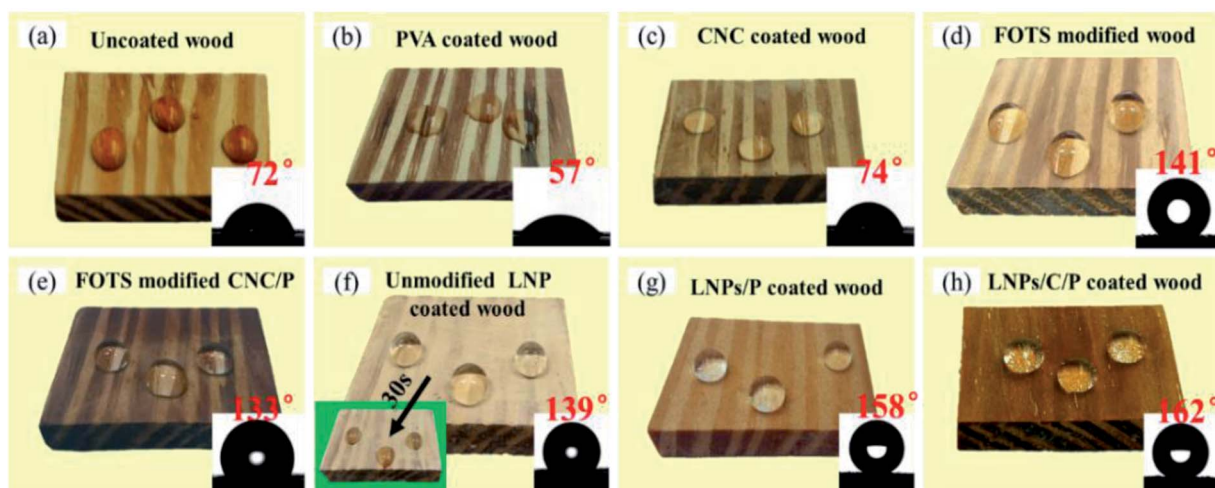 (a) Uncoated wood
72°
(b) PVA coated wood
57°
(c) CNC coated wood
74°
(d) FOTS modified wood
141°
(e) FOTS modified CNC/P
133°
(f) Unmodified LNP
coated wood
30s
139°
(g) LNPs/P coated wood
158°
(h) LNPs/C/P coated wood
162°